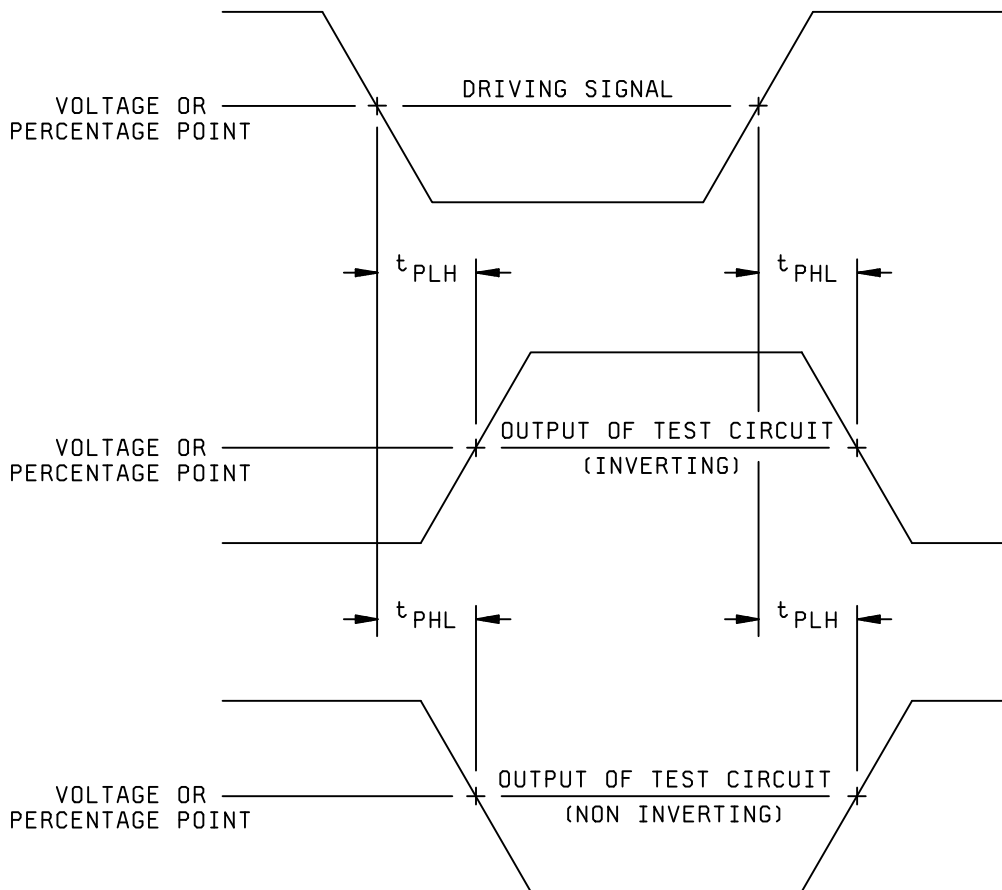 DRIVING SIGNAL
VOLTAGE OR
PERCENTAGE POINT
tPLH
tPHL
OUTPUT OF TEST CIRCUIT
VOLTAGE OR
PERCENTAGE POINT
(INVERTING)
tPHL
tPLH
OUTPUT OF TEST CIRCUIT
VOLTAGE OR
PERCENTAGE POINT
(NON INVERTING)